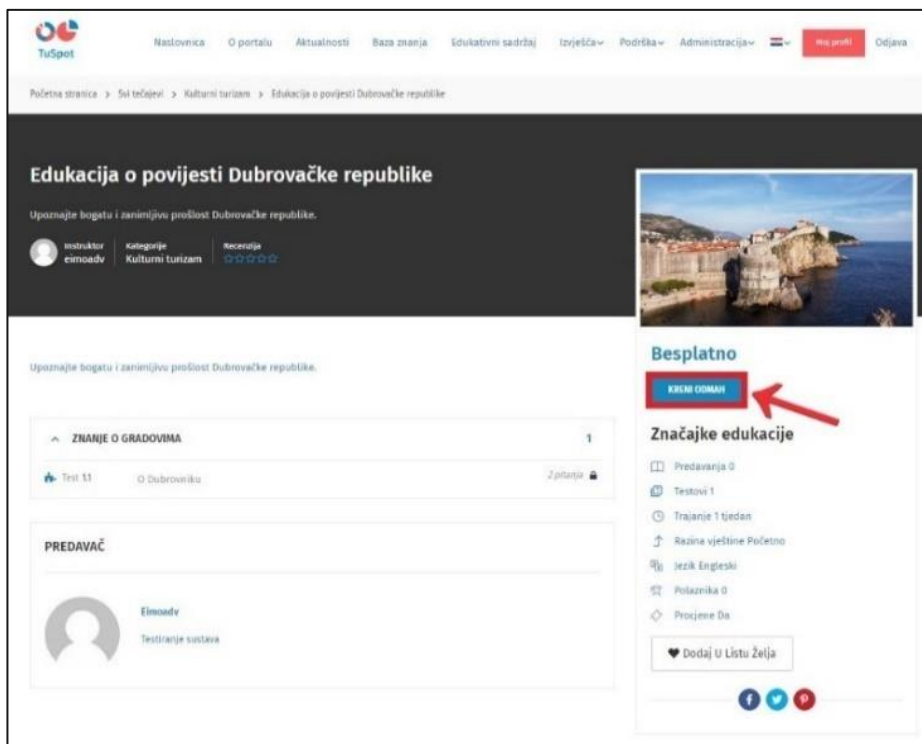 TuSpot
Naslovnica O portalu Aktualnosti Baza znanja Edukativni sadržaj Izvješća Podrška Administracija Moj profil Odjava
Početna stranica > Svi tečajevi > Kulturni turizam > Edukacija o povijesti Dubrovačke republike
Edukacija o povijesti Dubrovačke republike
Upoznajte bogatu i zanimljivu prošlost Dubrovačke republike.
Instruktor Kategorije Recenzija
eimoadv Kulturni turizam
Upoznajte bogatu i zanimljivu prošlost Dubrovačke republike.
ZNANJE O GRADOVIMA 1
Test 1.1 O Dubrovniku 2 pitanja
PREDAVAČ
Eimoadv
Testiranje sustava
Besplatno
KRENI ODMAH
Značajke edukacije
Predavanja 0
Testovi 1
Trajanje 1 tjedan
Razina vještine Početno
Jezik Engleski
Polaznika 0
Procjene Da
Dodaj U Listu Želja